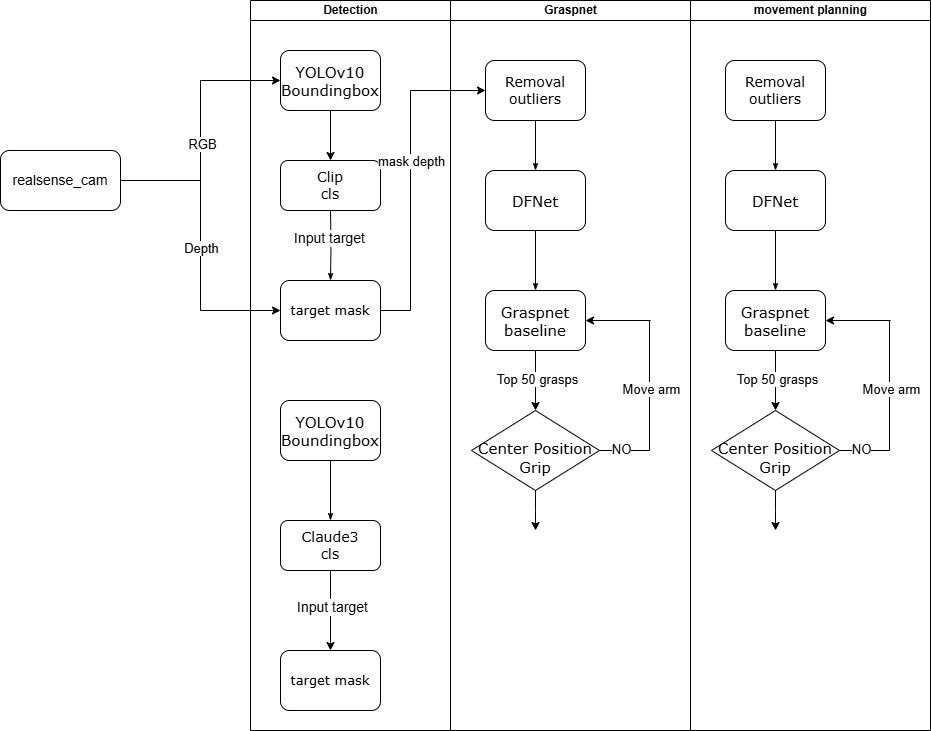 Detection
Graspnet
movement planning
realsense_cam
RGB
Depth
YOLOv10
Boundingbox
Clip
cls
Input target
target mask
mask depth
YOLOv10
Boundingbox
Claude3
cls
Input target
target mask
Removal
outliers
DFNet
Graspnet
baseline
Top 50 grasps
Move arm
Center Position
Grip
NO
Removal
outliers
DFNet
Graspnet
baseline
Top 50 grasps
Move arm
Center Position
Grip
NO